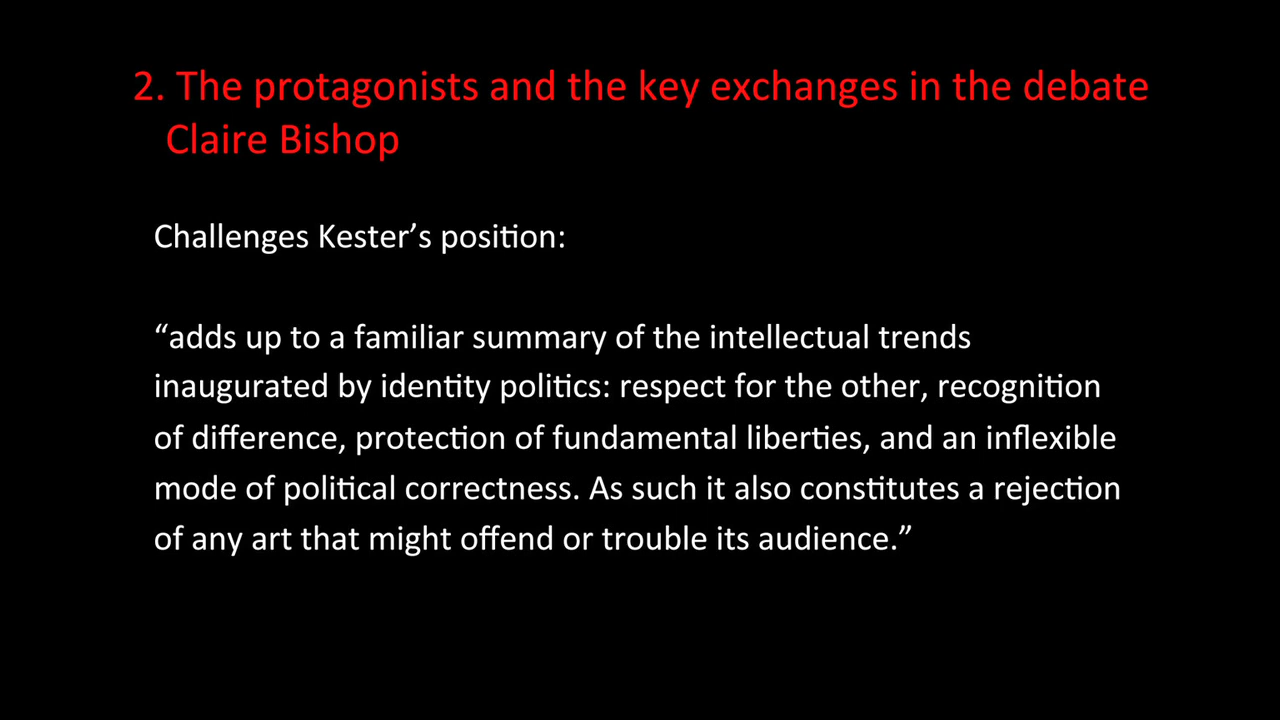 2. The protagonists and the key exchanges in the debate
Claire Bishop
Challenges Kester’s position:
“adds up to a familiar summary of the intellectual trends
inaugurated by identity politics: respect for the other, recognition
of difference, protection of fundamental liberties, and an inflexible
mode of political correctness. As such it also constitutes a rejection
of any art that might offend or trouble its audience.”